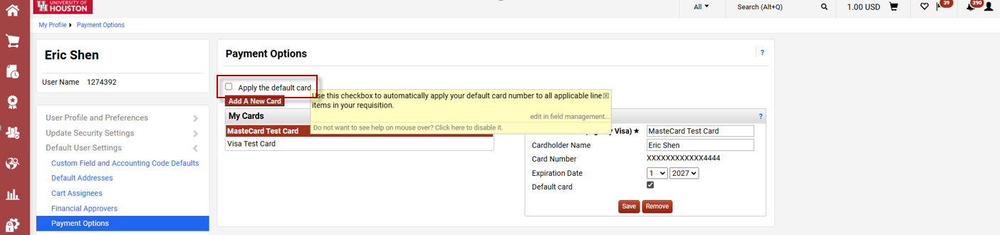 UNIVERSITY OF
HOUSTON
All
Search (Alt+Q)
1.00 USD
39
390
My Profile
Payment Options
Eric Shen
User Name 1274392
User Profile and Preferences
Update Security Settings
Default User Settings
Custom Field and Accounting Code Defaults
Default Addresses
Cart Assignees
Financial Approvers
Payment Options
Payment Options
?
Apply the default card
Use this checkbox to automatically apply your default card number to all applicable line
items in your requisition.
edit in field management...
Do not want to see help on mouse over? Click here to disable it.
Add A New Card
My Cards
MasteCard Test Card
Visa Test Card
?
Visa) ★ MasteCard Test Card
Cardholder Name Eric Shen
Card Number XXXXXXXXXXXX4444
Expiration Date 1 2027
Default card
Save Remove